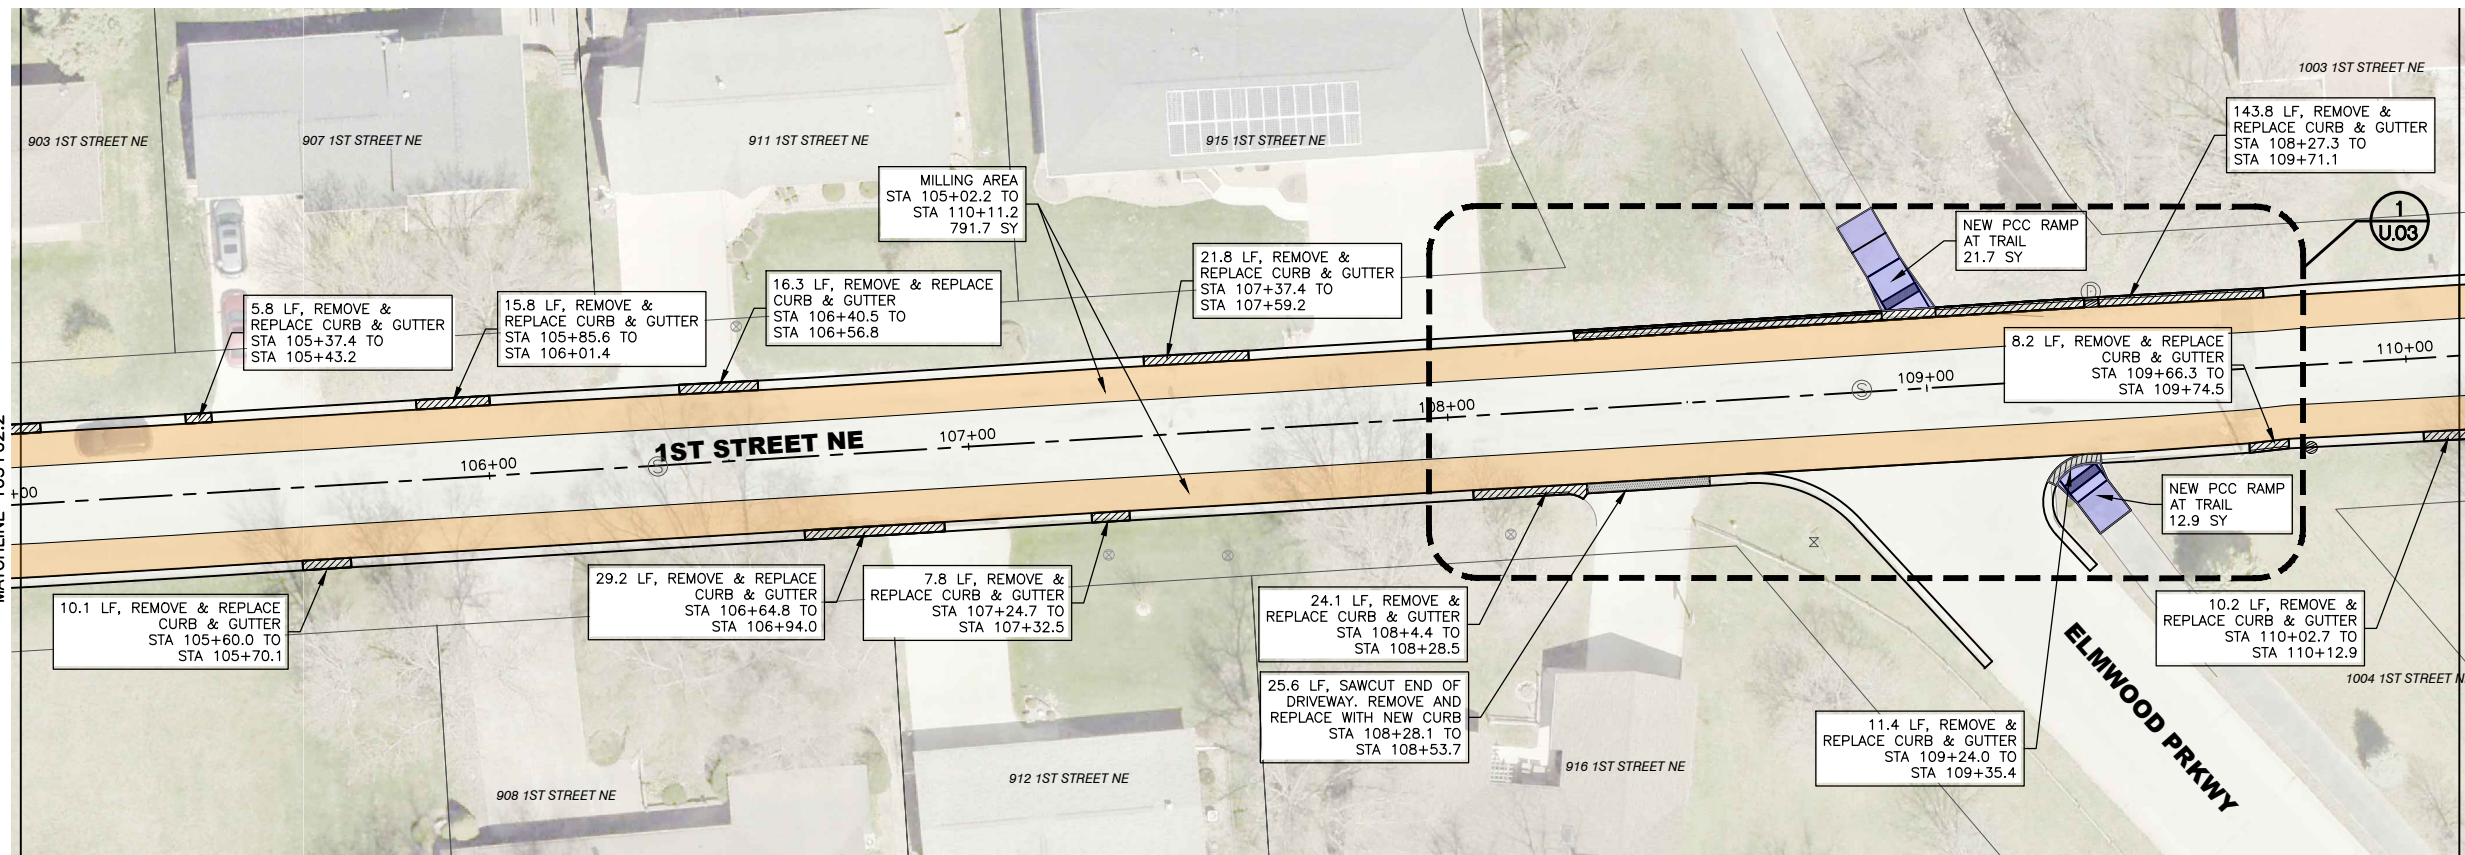 903 1ST STREET NE
907 1ST STREET NE
911 1ST STREET NE
915 1ST STREET NE
1003 1ST STREET NE
143.8 LF, REMOVE &
REPLACE CURB & GUTTER
STA 108+27.3 TO
STA 109+71.1
MILLING AREA
STA 105+02.2 TO
STA 110+11.2
791.7 SY
NEW PCC RAMP
AT TRAIL
21.7 SY
1
U.03
21.8 LF, REMOVE &
REPLACE CURB & GUTTER
STA 107+37.4 TO
STA 107+59.2
16.3 LF, REMOVE & REPLACE
CURB & GUTTER
STA 106+40.5 TO
STA 106+56.8
15.8 LF, REMOVE &
REPLACE CURB & GUTTER
STA 105+85.6 TO
STA 106+01.4
5.8 LF, REMOVE &
REPLACE CURB & GUTTER
STA 105+37.4 TO
STA 105+43.2
D
8.2 LF, REMOVE & REPLACE
CURB & GUTTER
STA 109+66.3 TO
STA 109+74.5
110+00
109+00
S
108+00
107+00
1ST STREET NE
S
106+00
+00
NEW PCC RAMP
AT TRAIL
12.9 SY
10.1 LF, REMOVE & REPLACE
CURB & GUTTER
STA 105+60.0 TO
STA 105+70.1
29.2 LF, REMOVE & REPLACE
CURB & GUTTER
STA 106+64.8 TO
STA 106+94.0
7.8 LF, REMOVE &
REPLACE CURB & GUTTER
STA 107+24.7 TO
STA 107+32.5
24.1 LF, REMOVE &
REPLACE CURB & GUTTER
STA 108+4.4 TO
STA 108+28.5
25.6 LF, SAWCUT END OF
DRIVEWAY. REMOVE AND
REPLACE WITH NEW CURB
STA 108+28.1 TO
STA 108+53.7
10.2 LF, REMOVE &
REPLACE CURB & GUTTER
STA 110+02.7 TO
STA 110+12.9
11.4 LF, REMOVE &
REPLACE CURB & GUTTER
STA 109+24.0 TO
STA 109+35.4
ELMWOOD PRKWY
1004 1ST STREET N
916 1ST STREET NE
912 1ST STREET NE
908 1ST STREET NE